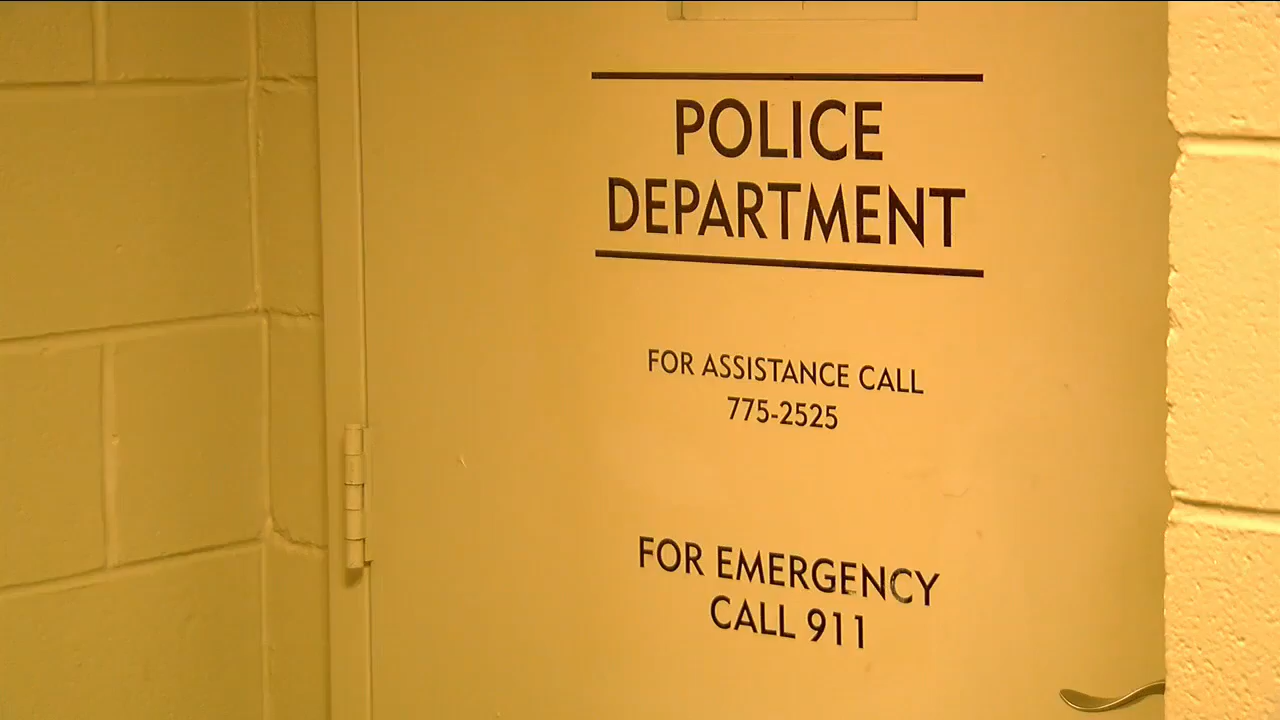 POLICE
DEPARTMENT
FOR ASSISTANCE CALL
775-2525
FOR EMERGENCY
CALL 911